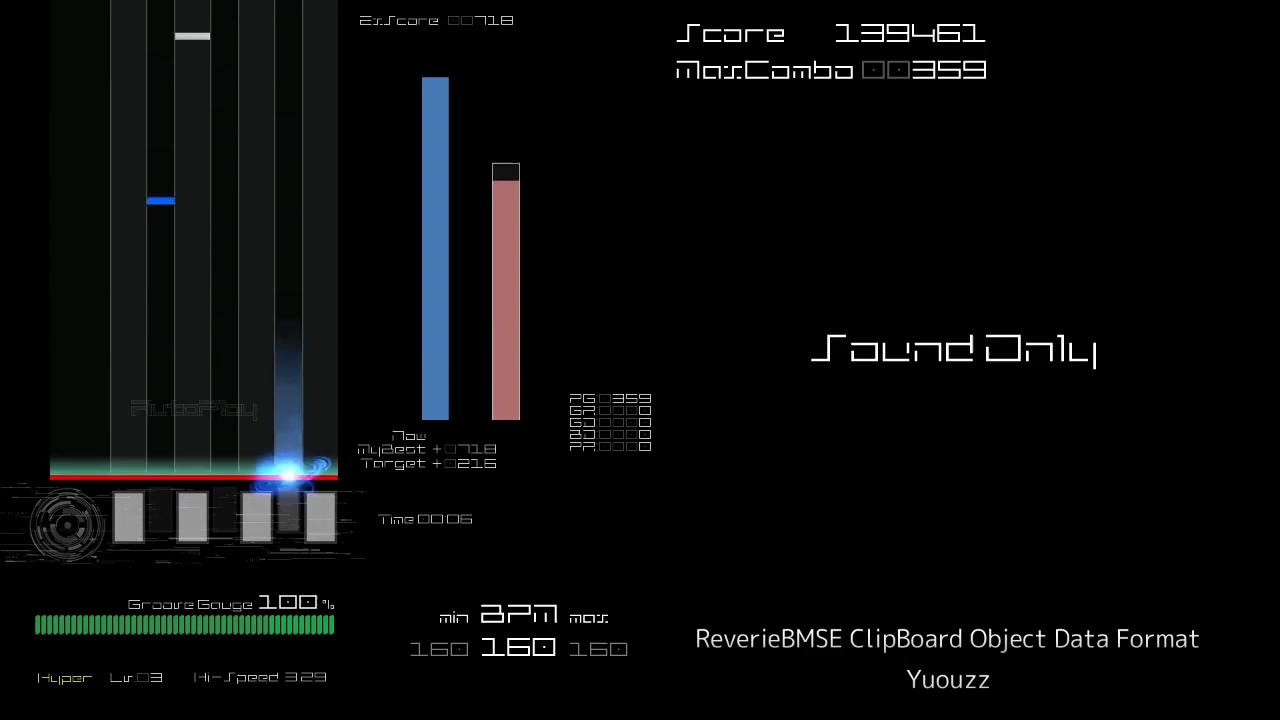 ExScore 00718
Score 139461
MaxCombo 00359
Sound Only
AutoPlay
PG:0359
GR:0000
GD:0000
BD:0000
PR:0000
Now
MyBest +0718
Target +0216
Time 00:06
Groove Gauge 100%
min BPM max
160 160 160
Hyper Lv.03 Hi-Speed 3.29
ReverieBMSE ClipBoard Object Data Format
Yuouzz